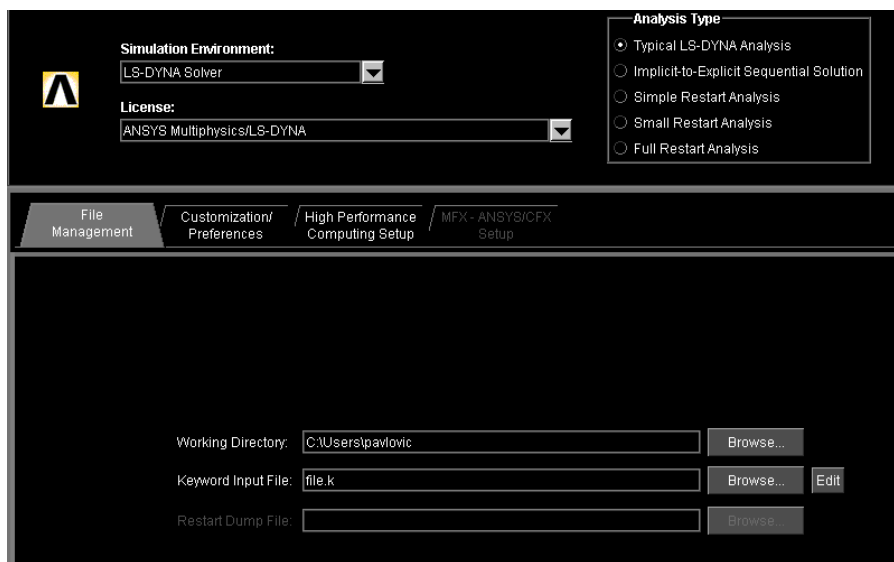 Simulation Environment:
LS-DYNA Solver
License:
ANSYS Multiphysics/LS-DYNA
Analysis Type
Typical LS-DYNA Analysis
Implicit-to-Explicit Sequential Solution
Simple Restart Analysis
Small Restart Analysis
Full Restart Analysis
File
Management
Customization/
Preferences
High Performance
Computing Setup
MFX - ANSYS/CFX
Setup
Working Directory: C:\Users\pavlovic Browse...
Keyword Input File: file.k Browse... Edit
Restart Dump File: Browse...